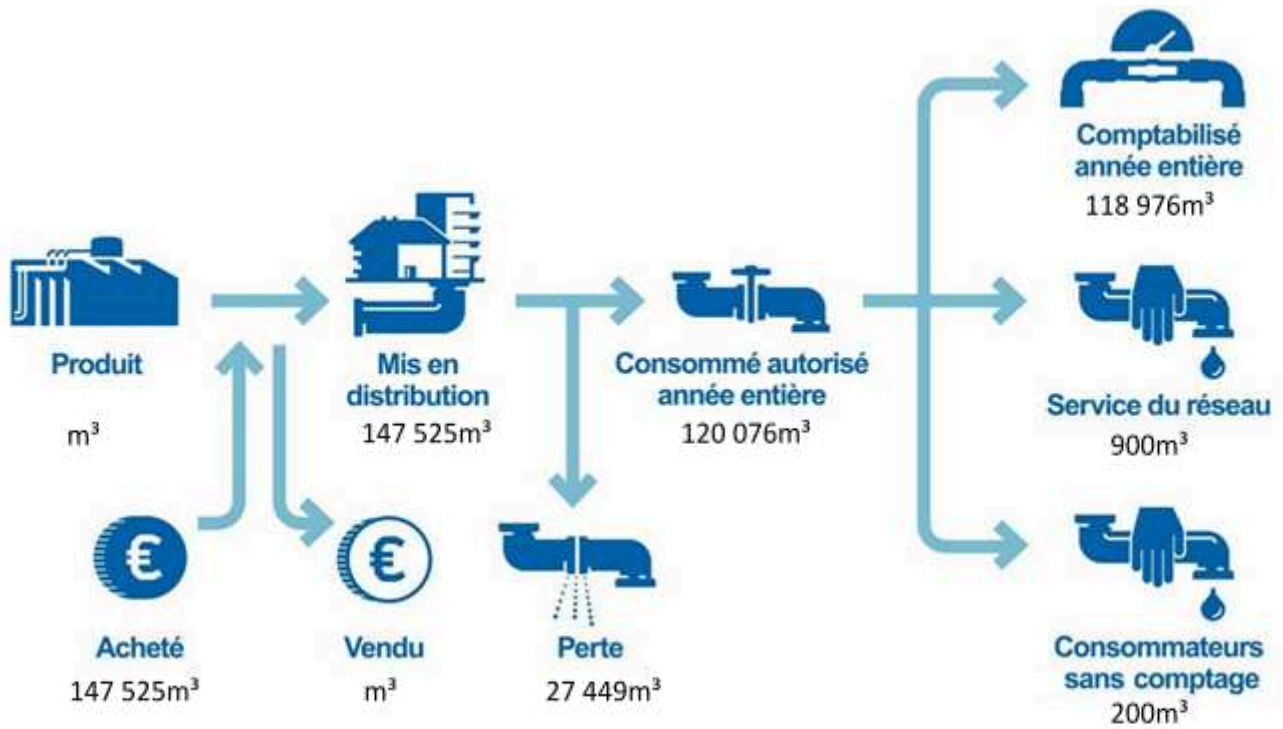 Comptabilisé
année entière
118 976m³
Produit
m³
Mis en
distribution
147 525m³
Consommé autorisé
année entière
120 076m³
Service du réseau
900m³
€
Acheté
147 525m³
€
Vendu
m³
Perte
27 449m³
Consommateurs
sans comptage
200m³